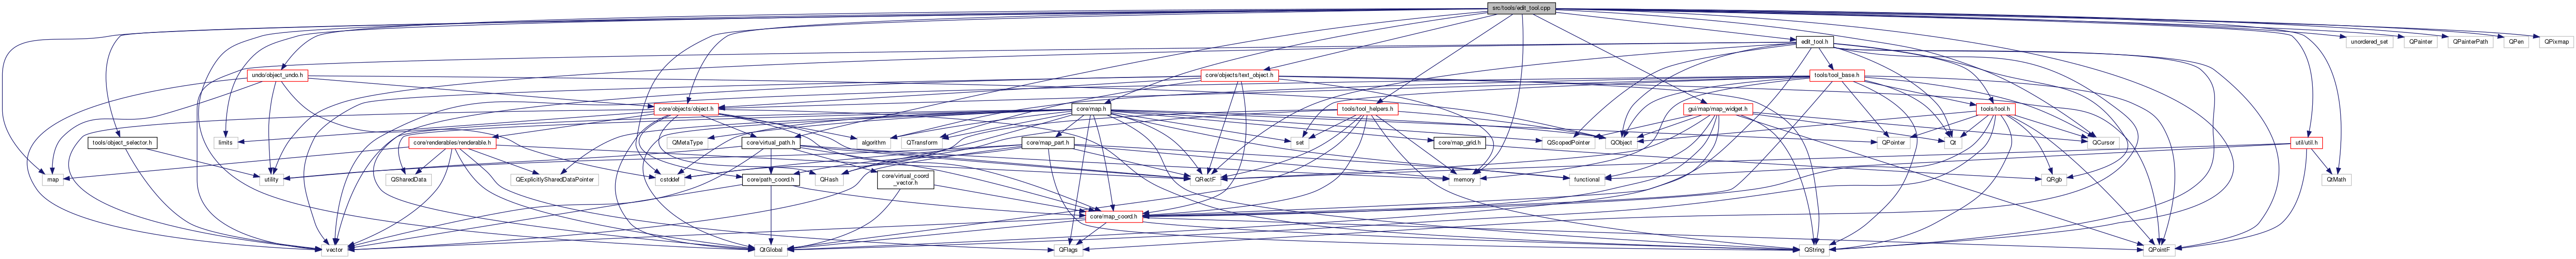 src/tools/edit_tool.cpp
edit_tool.h
unordered_set
QPainter
QPainterPath
QPen
QPixmap
undo/object_undo.h
core/objects/text_object.h
tools/tool_base.h
core/objects/object.h
core/map.h
tools/tool_helpers.h
gui/map/map_widget.h
tools/tool.h
limits
tools/object_selector.h
core/renderables/renderable.h
QMetaType
core/virtual_path.h
algorithm
QTransform
core/map_part.h
set
core/map_grid.h
QScopedPointer
QObject
QPointer
Qt
QCursor
util/util.h
map
utility
QSharedData
QExplicitlySharedDataPointer
cstddef
core/path_coord.h
QHash
core/virtual_coord
_vector.h
QRectF
memory
functional
QRgb
QtMath
core/map_coord.h
vector
QtGlobal
QFlags
QString
QPointF